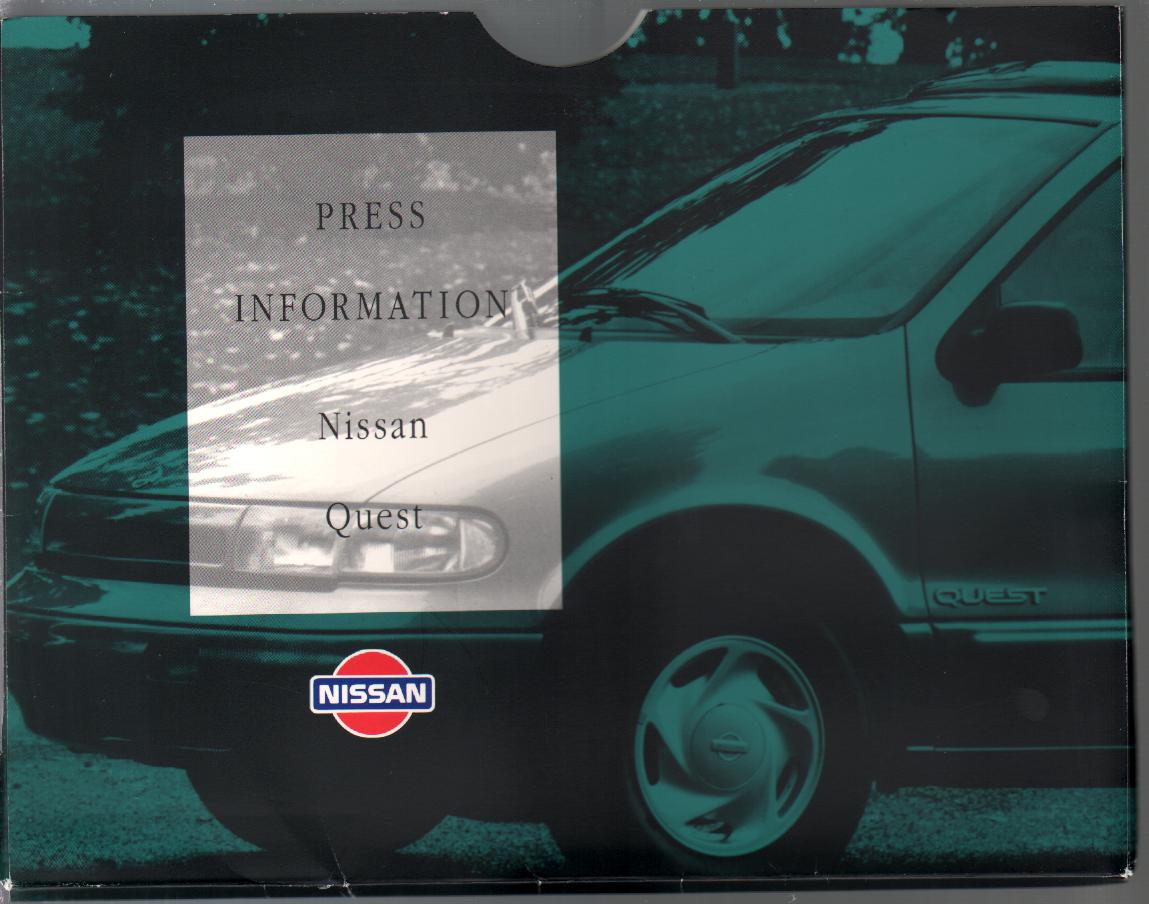 PRESS
INFORMATION
Nissan
Quest
QUEST
NISSAN